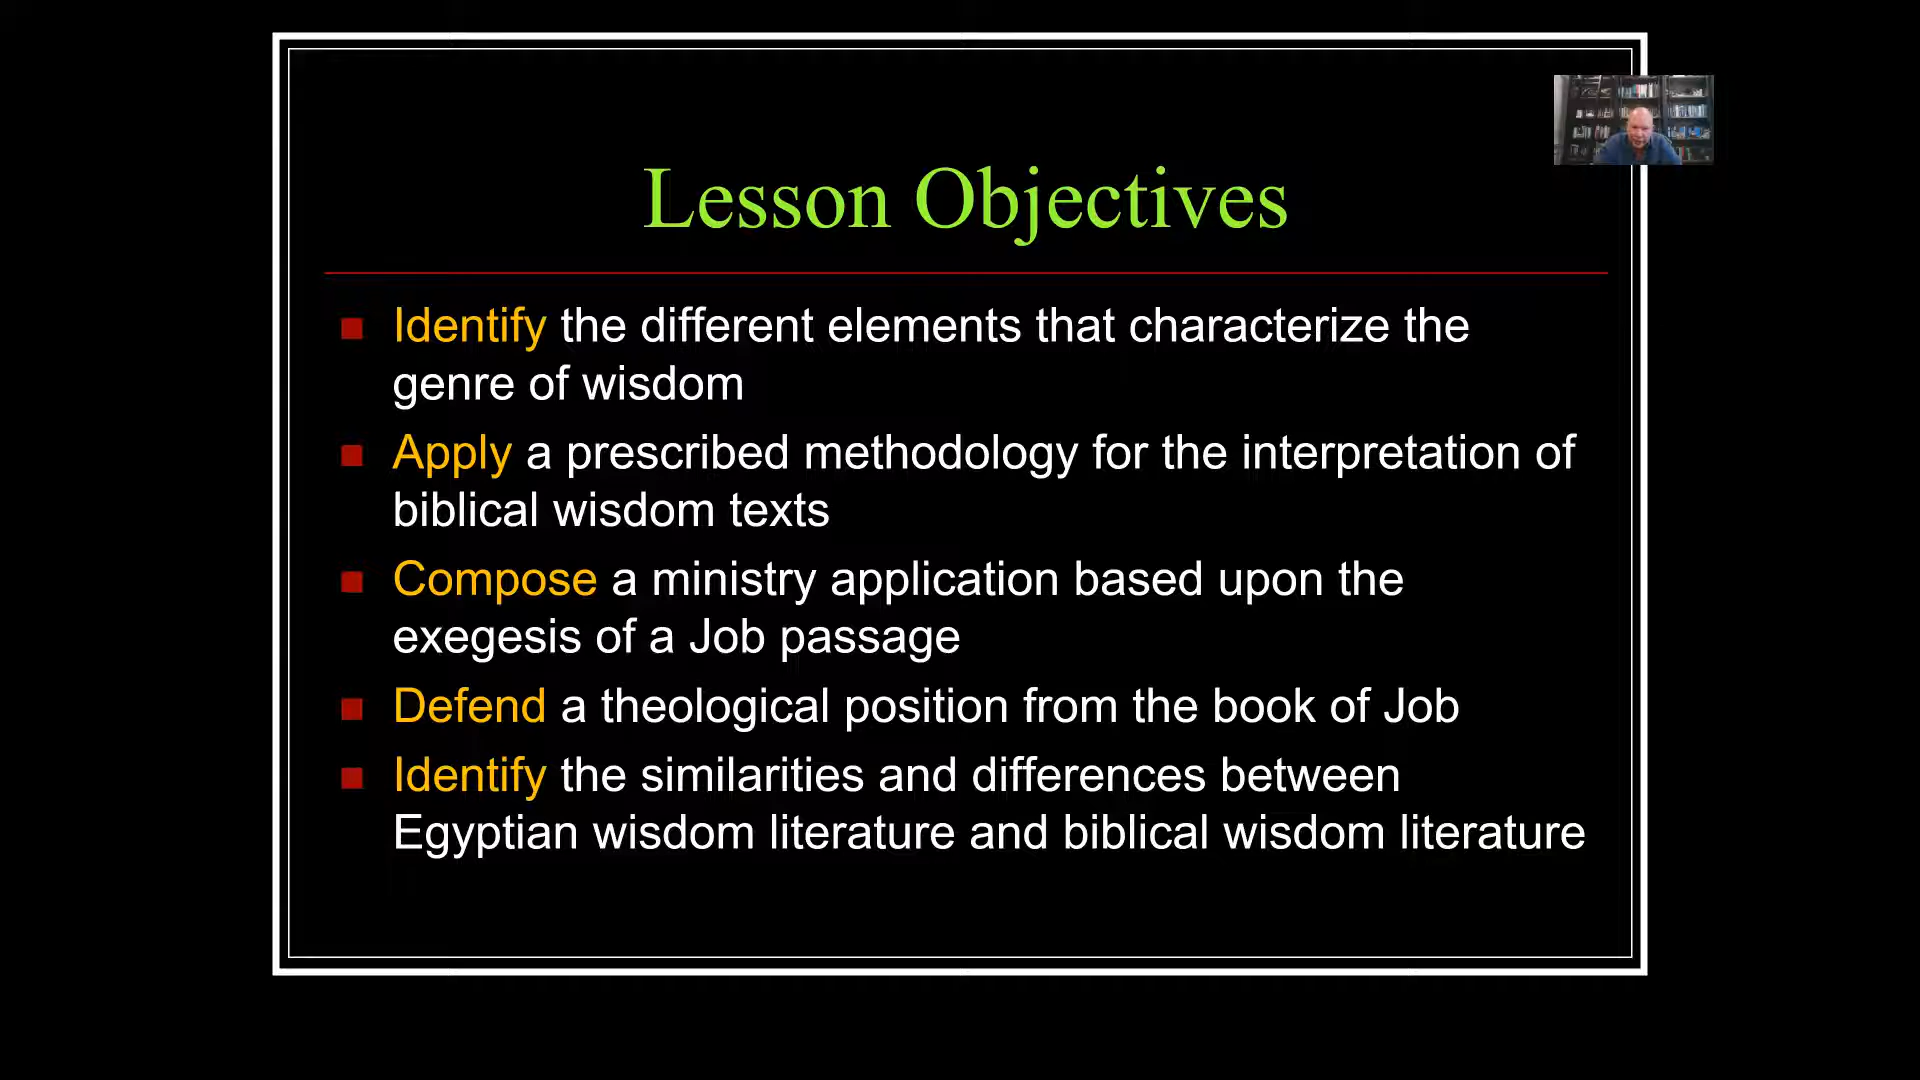 Lesson Objectives
Identify the different elements that characterize the
genre of wisdom
Apply a prescribed methodology for the interpretation of
biblical wisdom texts
Compose a ministry application based upon the
exegesis of a Job passage
Defend a theological position from the book of Job
Identify the similarities and differences between
Egyptian wisdom literature and biblical wisdom literature